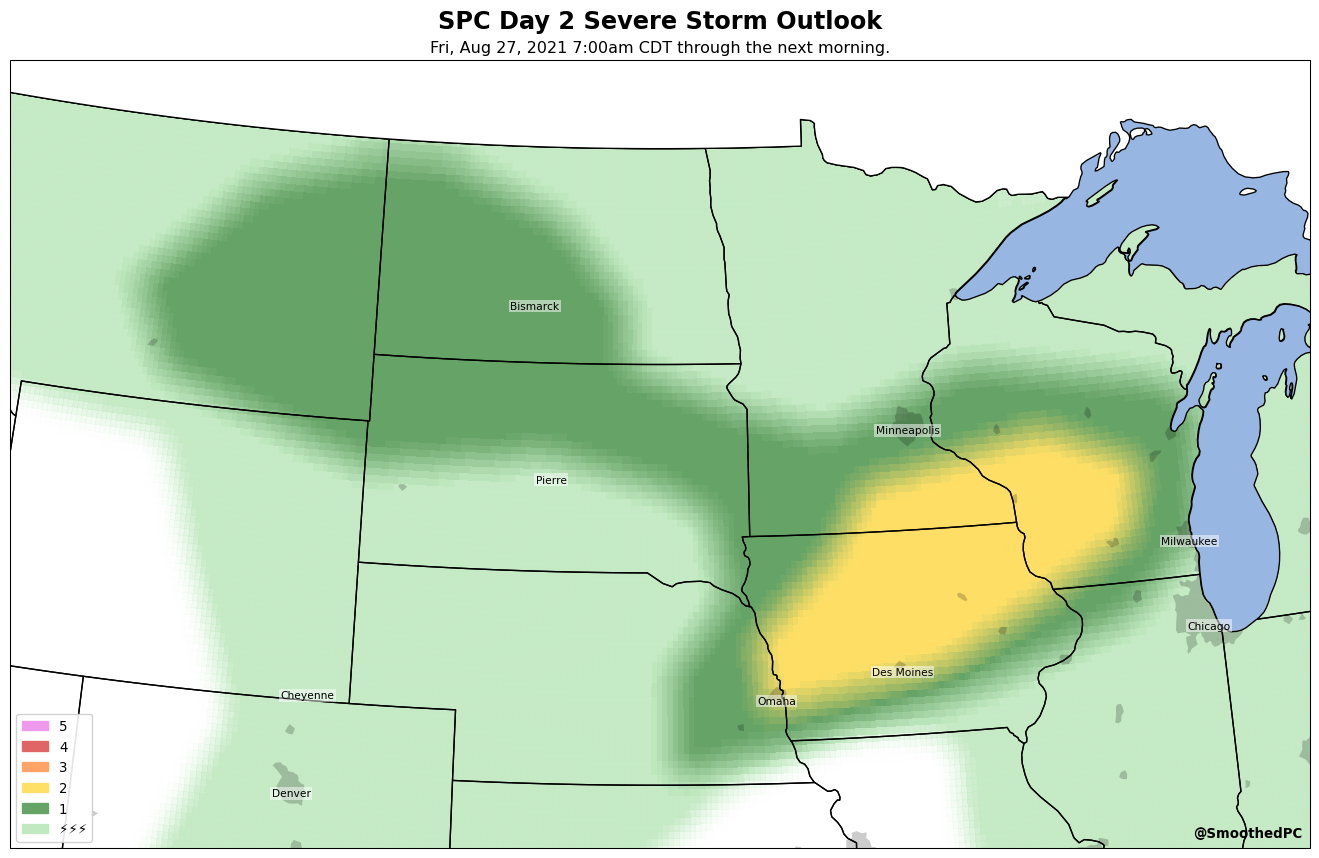 SPC Day 2 Severe Storm Outlook
Fri, Aug 27, 2021 7:00am CDT through the next morning.
Bismarck
Minneapolis
Pierre
Milwaukee
Chicago
Des Moines
Cheyenne
Omaha
Denver
5
4
3
2
1
⚡⚡⚡
@SmoothedPC